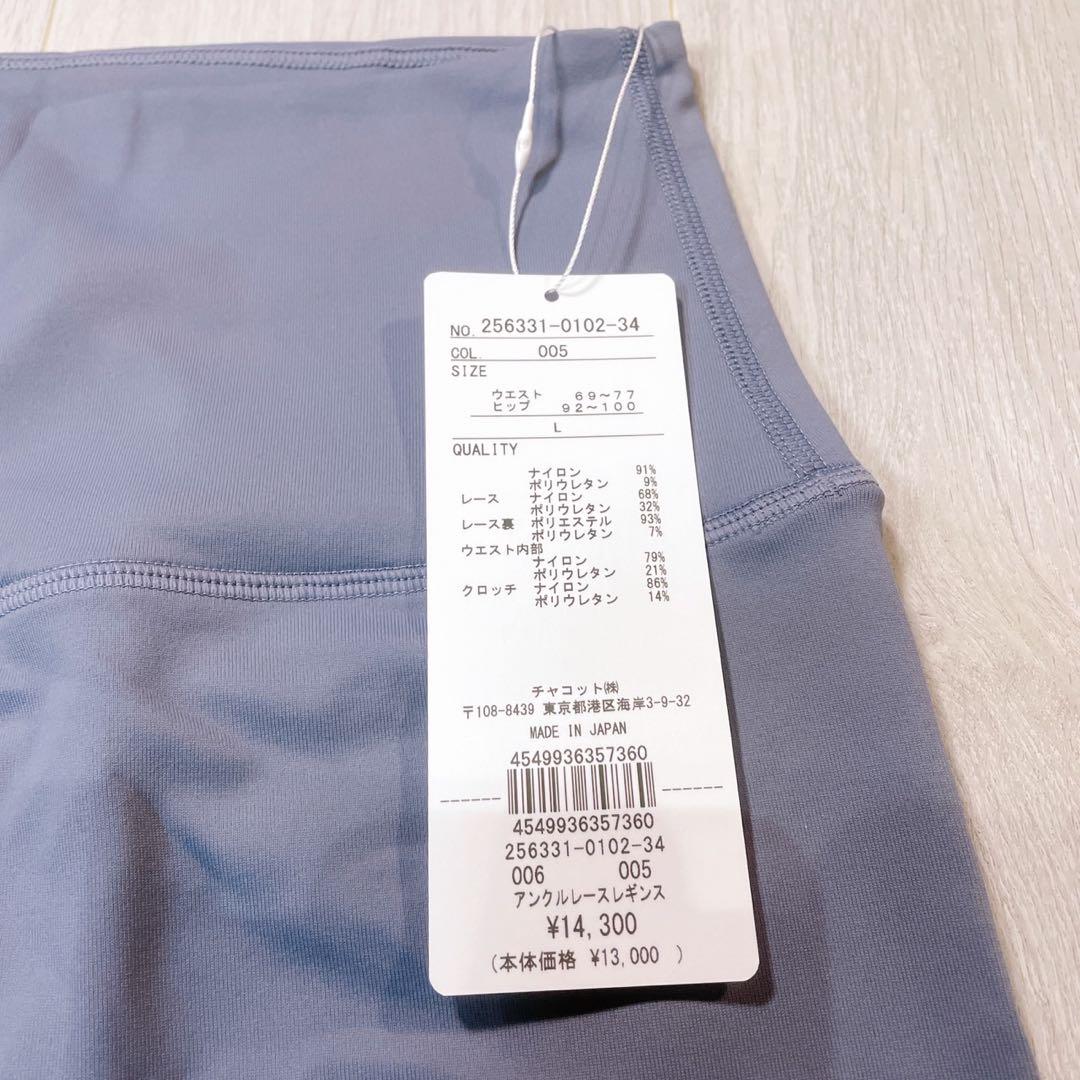 NO. 256331-0102-34
COL. 005
SIZE
ウエスト 69~77
ヒップ 92~100
L
QUALITY
ナイロン 91%
ポリウレタン 9%
レース ナイロン 68%
ポリウレタン 32%
レース裏 ポリエステル 93%
ポリウレタン 7%
ウエスト内部
ナイロン 79%
ポリウレタン 21%
クロッチ ナイロン 86%
ポリウレタン 14%
チャコット㈱
〒108-8439 東京都港区海岸3-9-32
MADE IN JAPAN
4549936357360
4549936357360
256331-0102-34
006 005
アンクルレースレギンス
¥14,300
(本体価格 ¥13,000 )